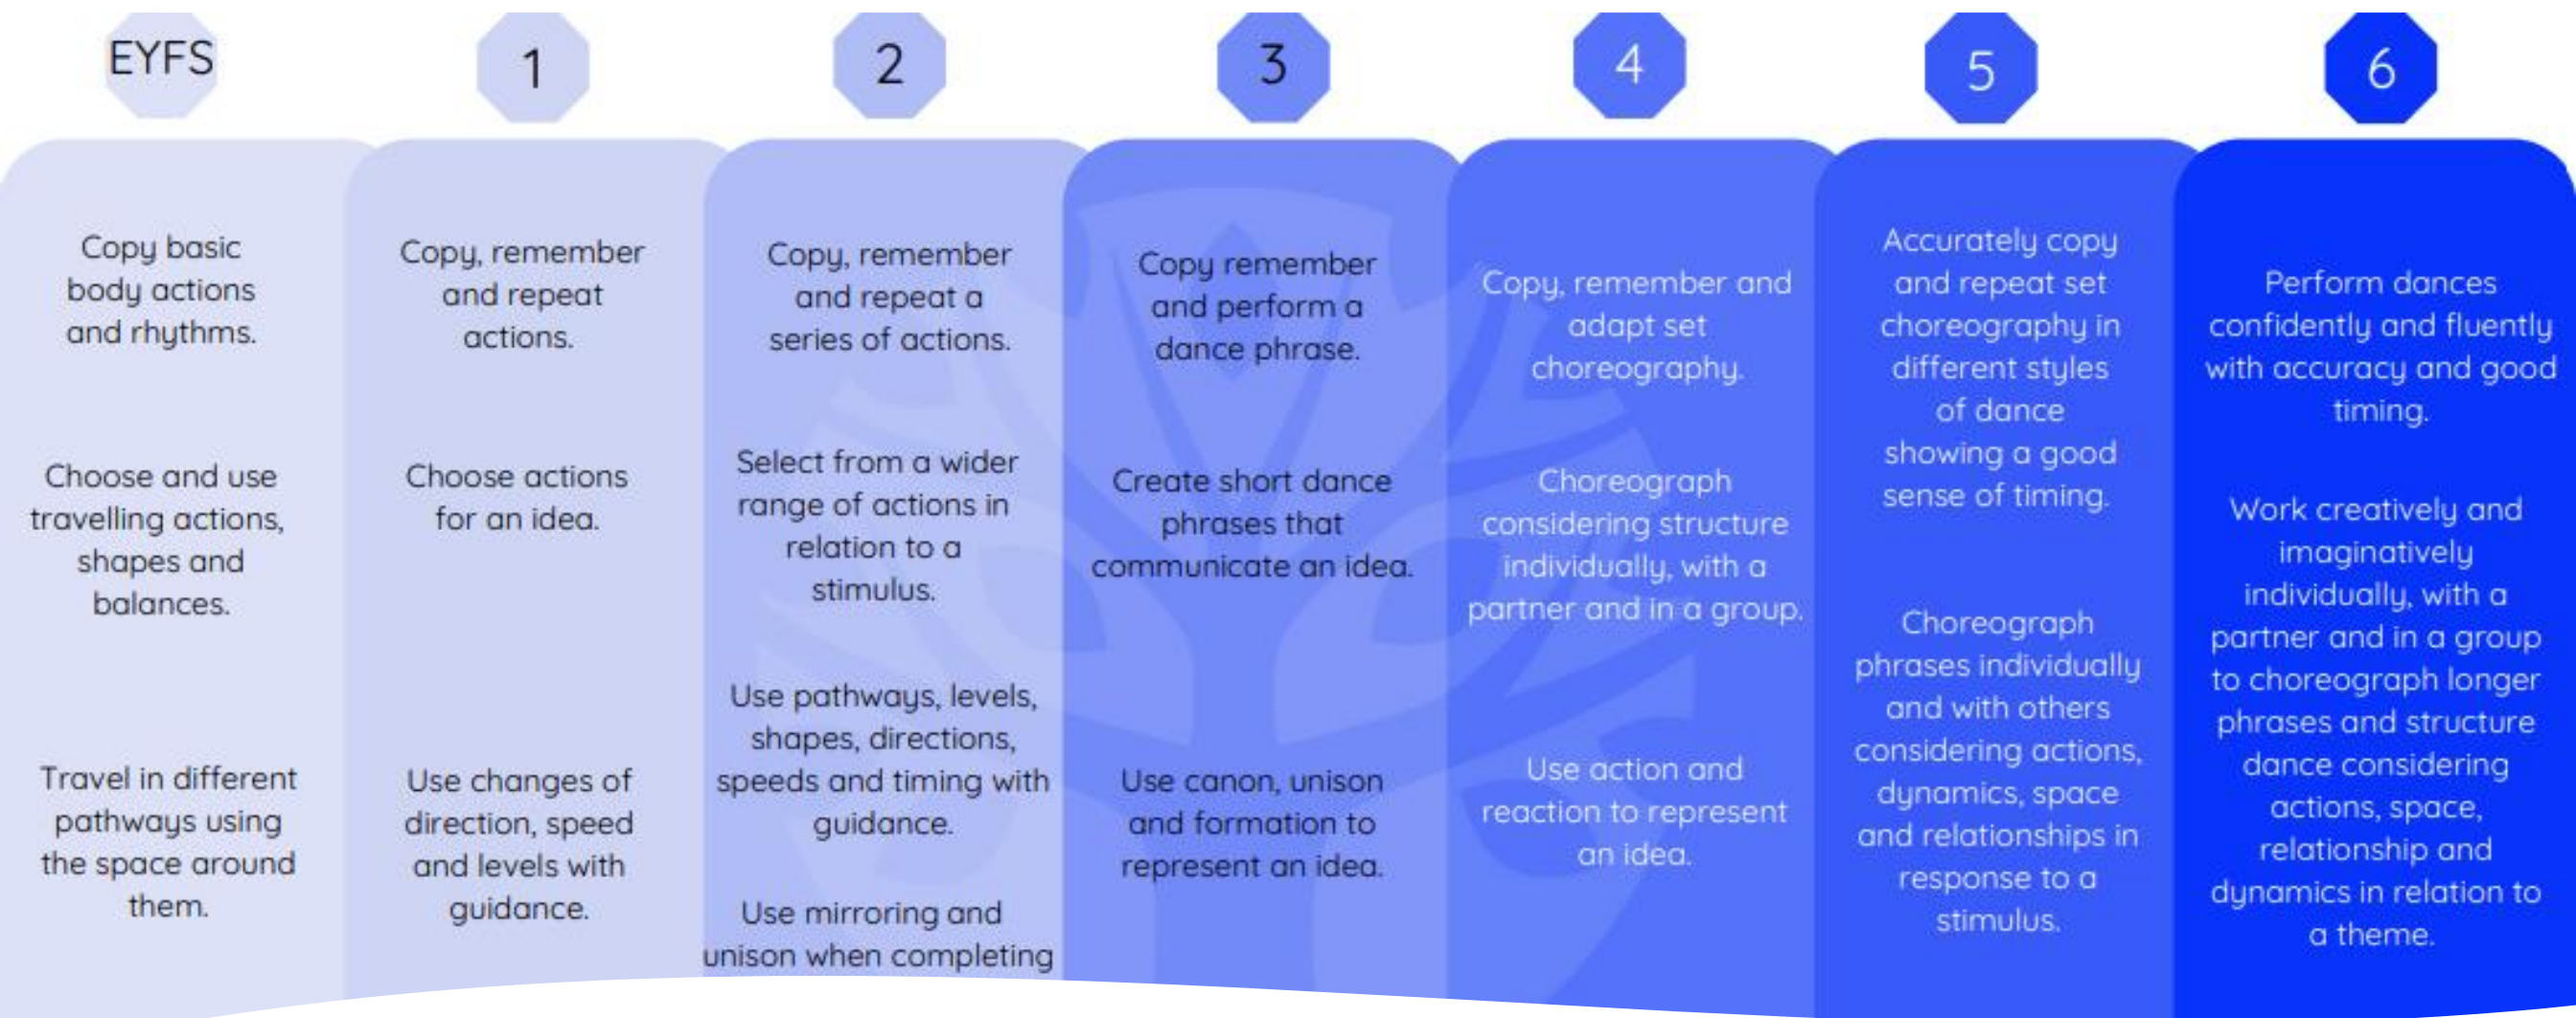 EYFS
1
2
3
4
5
6
Copy basic
body actions
and rhythms.
Choose and use
travelling actions,
shapes and
balances.
Travel in different
pathways using
the space around
them.
Copy, remember
and repeat
actions.
Choose actions
for an idea.
Use changes of
direction, speed
and levels with
guidance.
Copy, remember
and repeat a
series of actions.
Select from a wider
range of actions in
relation to a
stimulus.
Use pathways, levels,
shapes, directions,
speeds and timing with
guidance.
Use mirroring and
unison when completing
Copy remember
and perform a
dance phrase.
Create short dance
phrases that
communicate an idea.
Use canon, unison
and formation to
represent an idea.
Copy, remember and
adapt set
choreography.
Choreograph
considering structure
individually, with a
partner and in a group.
Use action and
reaction to represent
an idea.
Accurately copy
and repeat set
choreography in
different styles
of dance
showing a good
sense of timing.
Choreograph
phrases individually
and with others
considering actions,
dynamics, space
and relationships in
response to a
stimulus.
Perform dances
confidently and fluently
with accuracy and good
timing.
Work creatively and
imaginatively
individually, with a
partner and in a group
to choreograph longer
phrases and structure
dance considering
actions, space,
relationship and
dynamics in relation to
a theme.